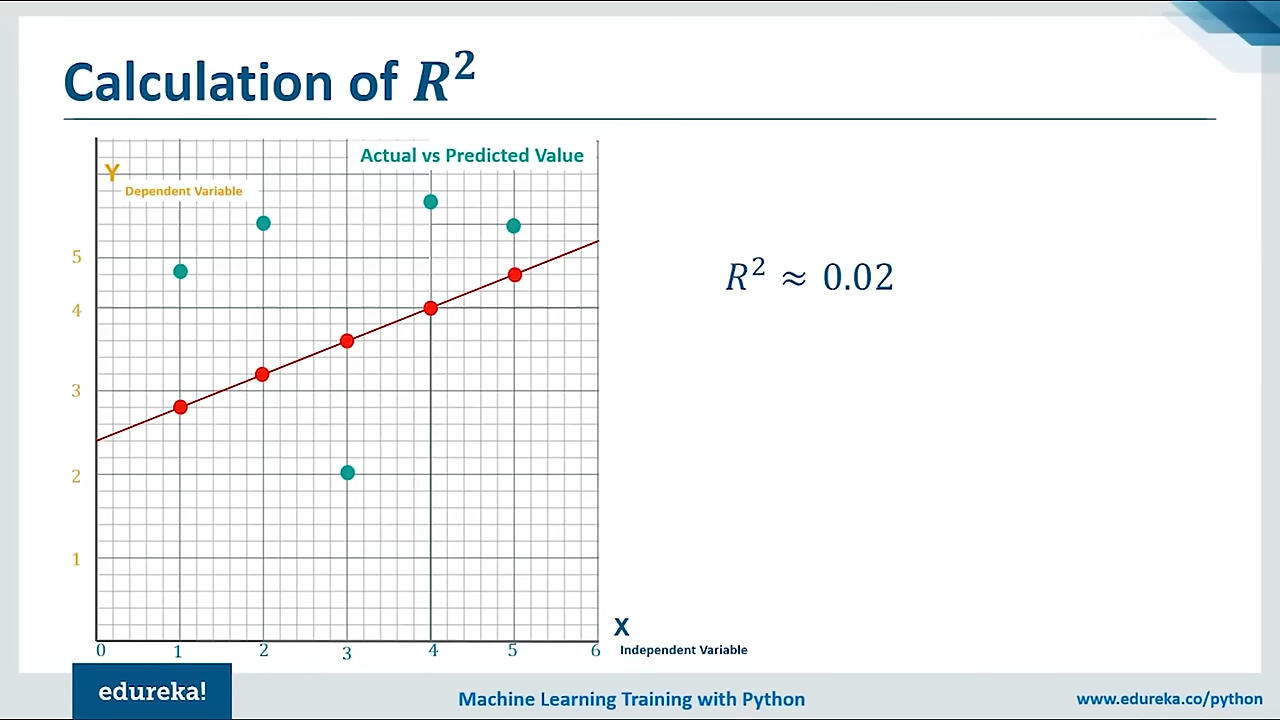 Calculation of R²
Actual vs Predicted Value
Y
Dependent Variable
5
4
3
2
1
R² ≈ 0.02
0 1 2 3 4 5 6
X
Independent Variable
edureka!
Machine Learning Training with Python
www.edureka.co/python